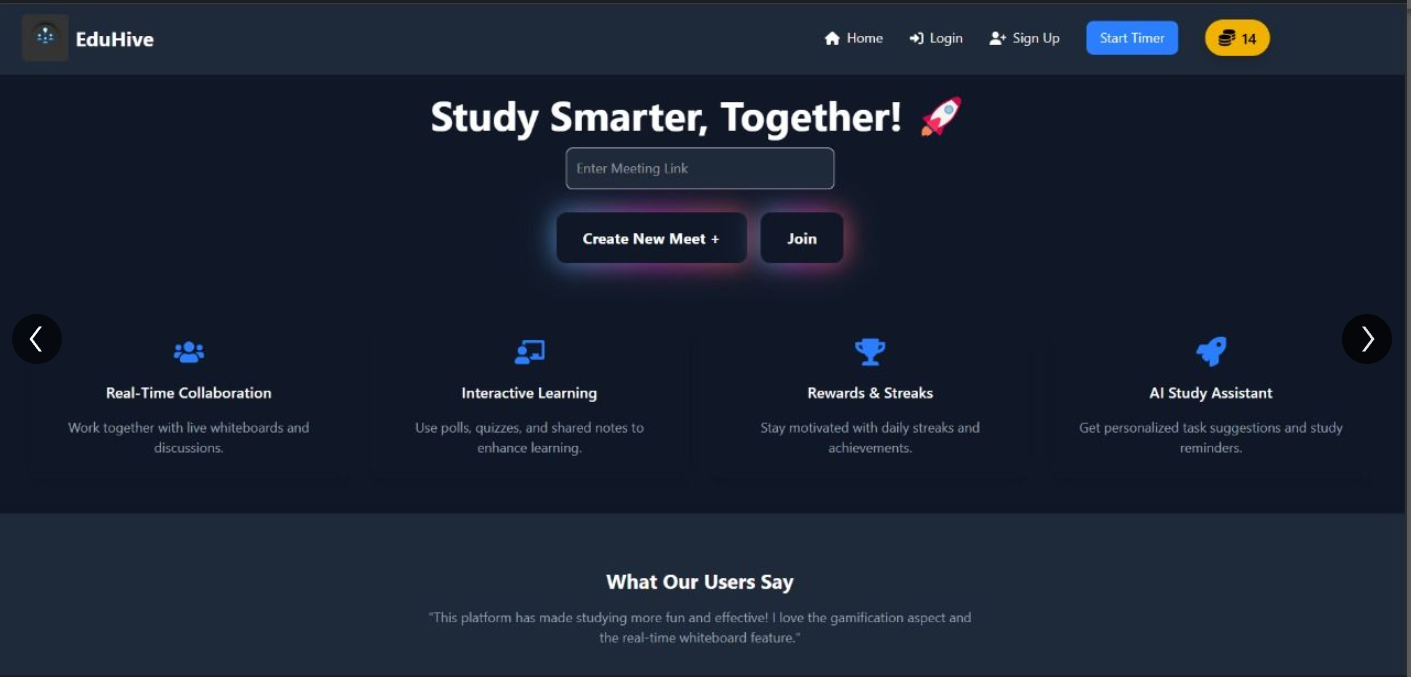 EduHive
Home
Login
Sign Up
Start Timer
14
Study Smarter, Together! 🚀
Enter Meeting Link
Create New Meet +
Join
Real-Time Collaboration
Work together with live whiteboards and
discussions.
Interactive Learning
Use polls, quizzes, and shared notes to
enhance learning.
Rewards & Streaks
Stay motivated with daily streaks and
achievements.
AI Study Assistant
Get personalized task suggestions and study
reminders.
What Our Users Say
"This platform has made studying more fun and effective! I love the gamification aspect and
the real-time whiteboard feature."